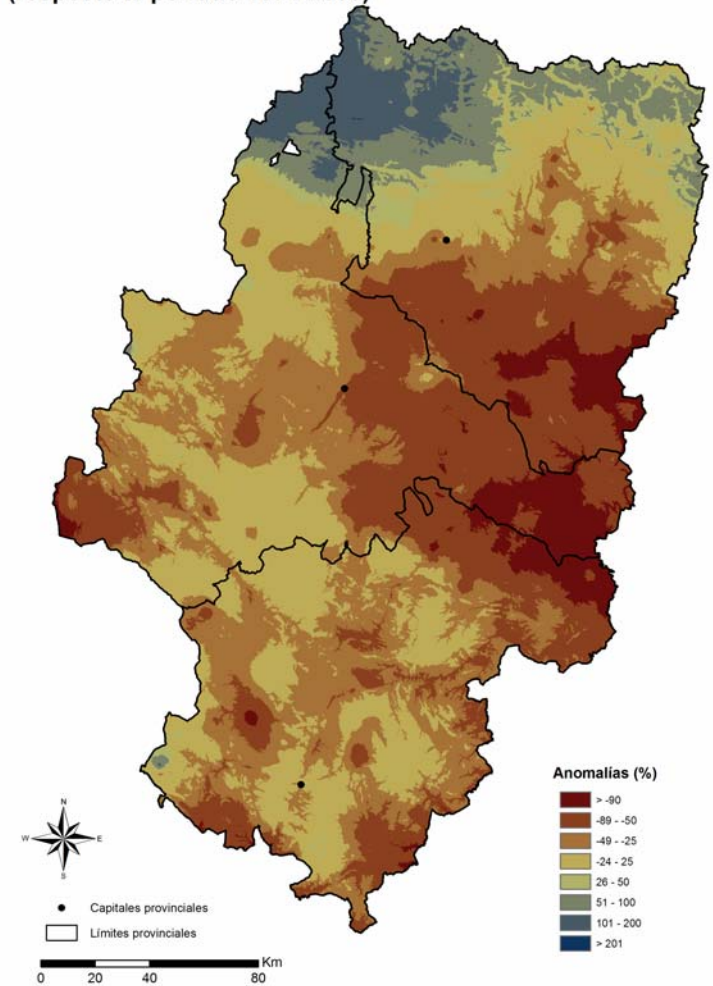 Anomalías (%)
> -90
-89 - -50
-49 - -25
-24 - 25
26 - 50
51 - 100
101 - 200
> 201
N
W
E
S
Capitales provinciales
Límites provinciales
Km
0 20 40 80